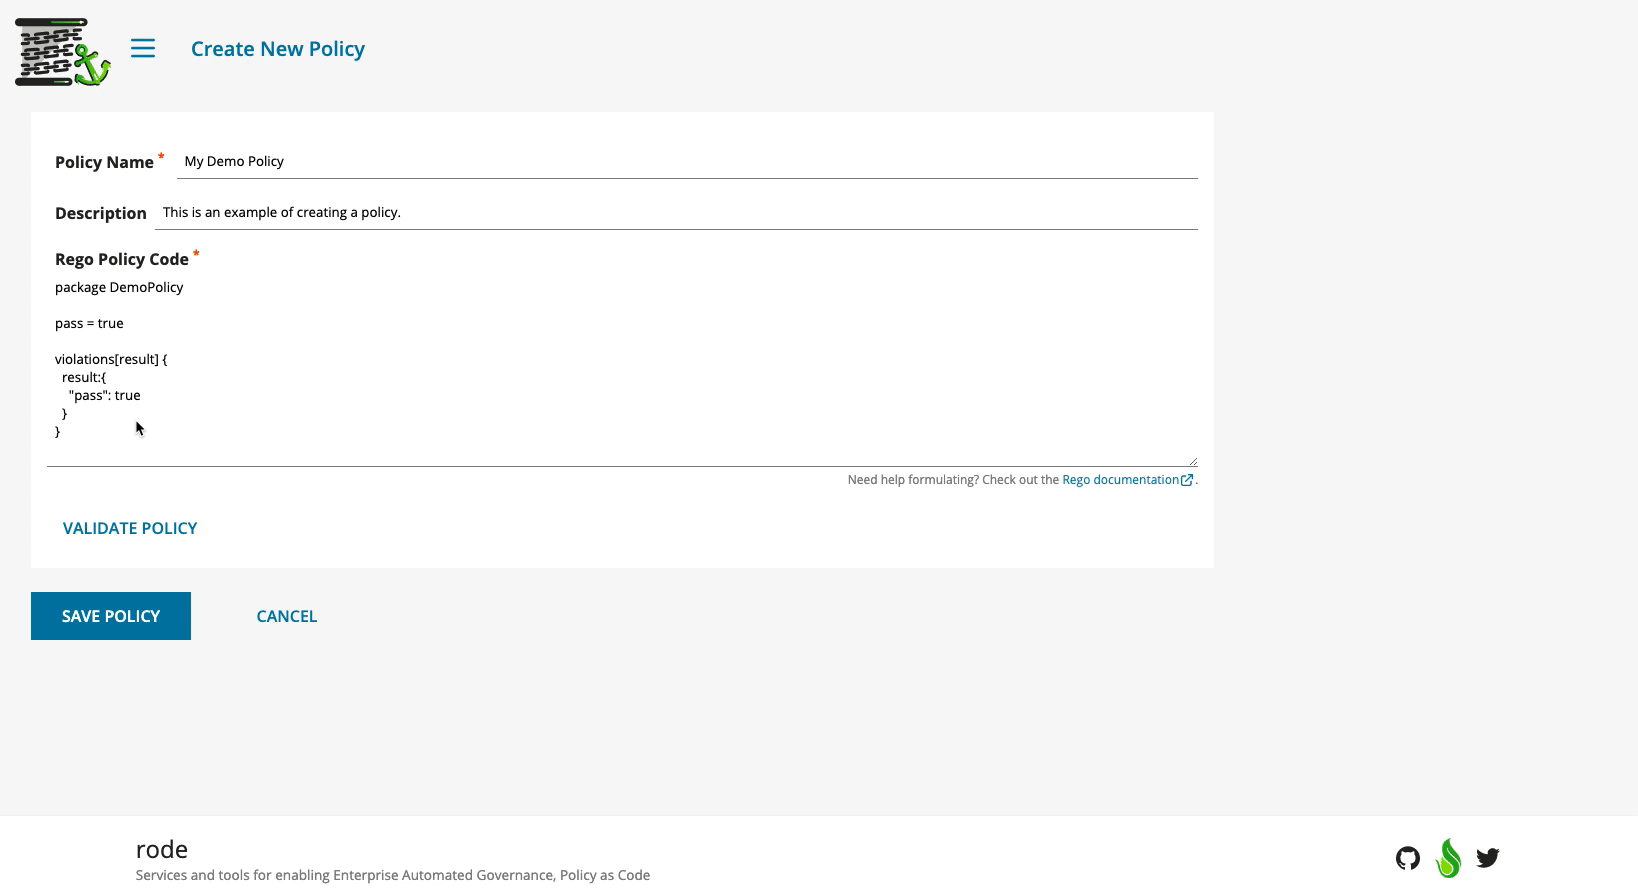 Create New Policy
Policy Name * My Demo Policy
Description This is an example of creating a policy.
Rego Policy Code *
package DemoPolicy
pass = true
violations[result] {
result:{
"pass": true
}
}
Need help formulating? Check out the Rego documentation.
VALIDATE POLICY
SAVE POLICY CANCEL
rode
Services and tools for enabling Enterprise Automated Governance, Policy as Code